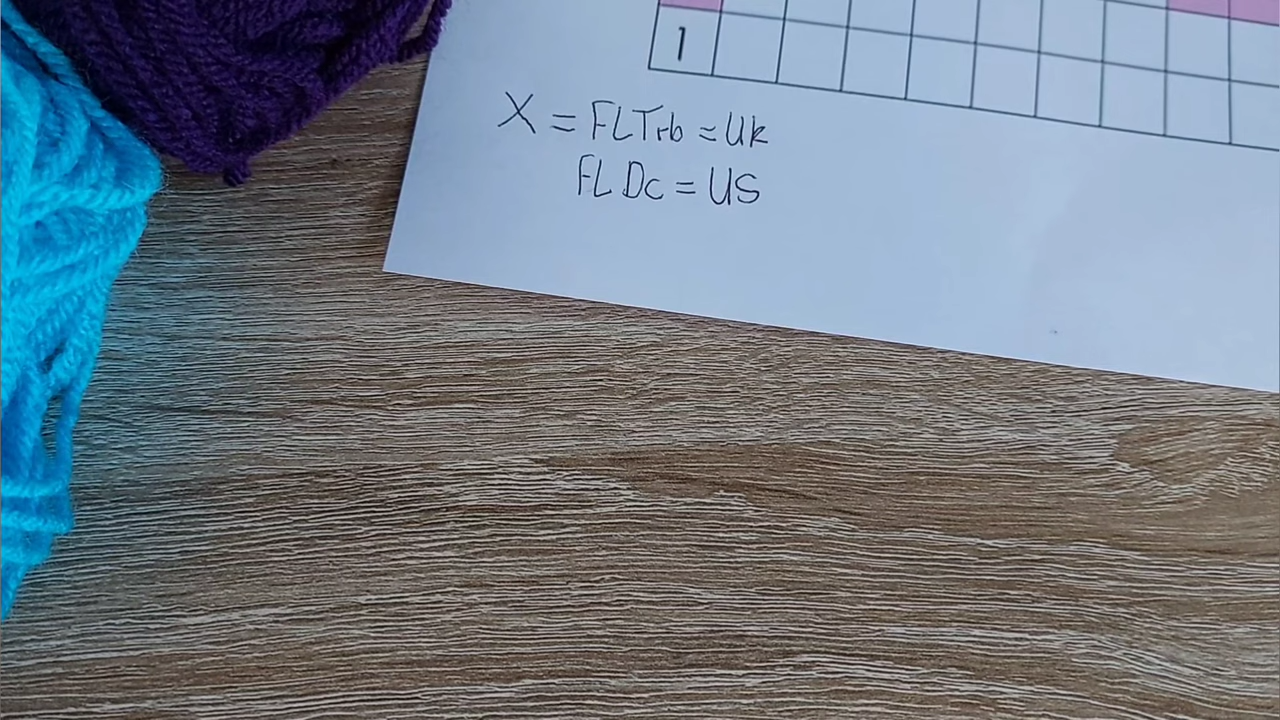 1
X = FLTrb = Uk
FL Dc = US